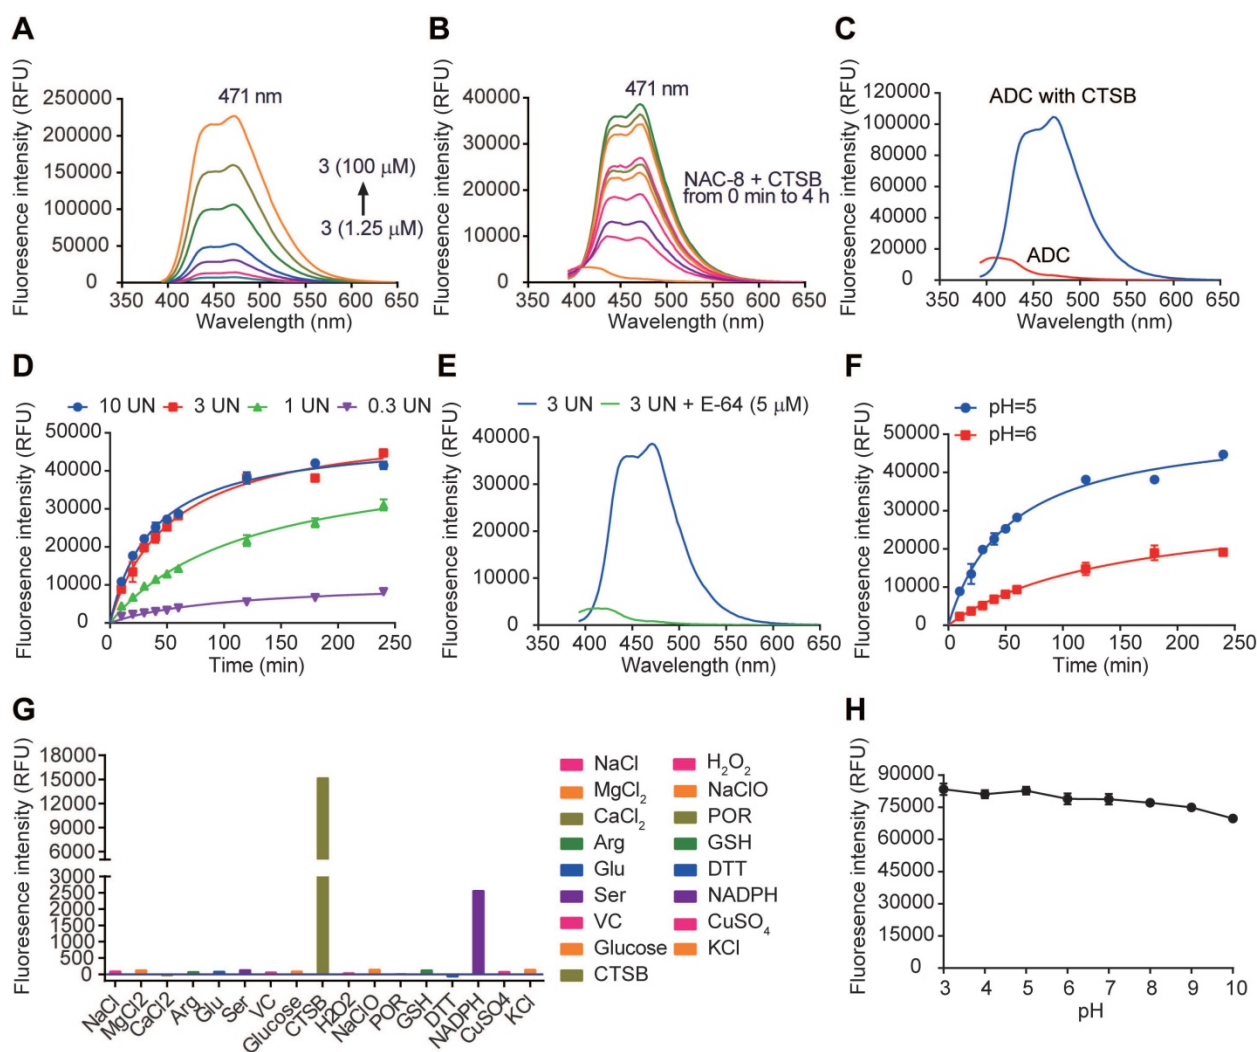 A
Fluoresence intensity (RFU)
250000
200000
150000
100000
50000
0
471 nm
3 (100 μM)
3 (1.25 μM)
350 400 450 500 550 600 650
Wavelength (nm)
B
Fluoresence intensity (RFU)
40000
30000
20000
10000
0
471 nm
NAC-8 + CTSB
from 0 min to 4 h
350 400 450 500 550 600 650
Wavelength (nm)
C
Fluoresence intensity (RFU)
120000
100000
80000
60000
40000
20000
0
ADC with CTSB
ADC
350 400 450 500 550 600 650
Wavelength (nm)
D
10 UN 3 UN 1 UN 0.3 UN
Fluoresence intensity (RFU)
50000
40000
30000
20000
10000
0
0 50 100 150 200 250
Time (min)
E
3 UN 3 UN + E-64 (5 μM)
Fluoresence intensity (RFU)
40000
30000
20000
10000
0
350 400 450 500 550 600 650
Wavelength (nm)
F
pH=5
pH=6
Fluoresence intensity (RFU)
50000
40000
30000
20000
10000
0
0 50 100 150 200 250
Time (min)
G
Fluoresence intensity (RFU)
18000
15000
12000
9000
6000
3000
2500
2000
1500
1000
500
0
NaCl
MgCl2
CaCl2
Arg
Glu
Ser
VC
Glucose
CTSB
H2O2
NaClO
POR
GSH
DTT
NADPH
CuSO4
KCl
NaCl H₂O₂
MgCl₂ NaClO
CaCl₂ POR
Arg GSH
Glu DTT
Ser NADPH
VC CuSO₄
Glucose KCl
CTSB
H
Fluoresence intensity (RFU)
90000
75000
60000
45000
30000
15000
0
3 4 5 6 7 8 9 10
pH